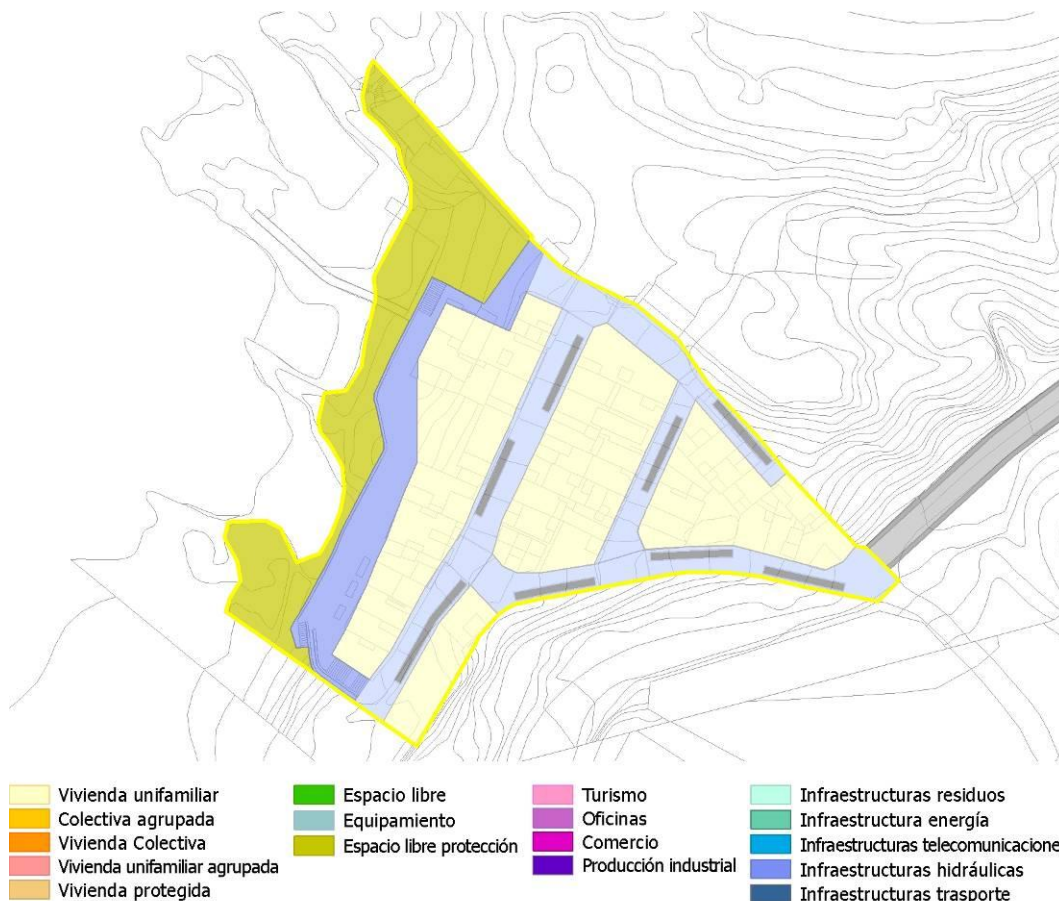 Vivienda unifamiliar
Colectiva agrupada
Vivienda Colectiva
Vivienda unifamiliar agrupada
Vivienda protegida
Espacio libre
Equipamiento
Espacio libre protección
Turismo
Oficinas
Comercio
Producción industrial
Infraestructuras residuos
Infraestructura energía
Infraestructuras telecomunicacione
Infraestructuras hidráulicas
Infraestructuras trasporte